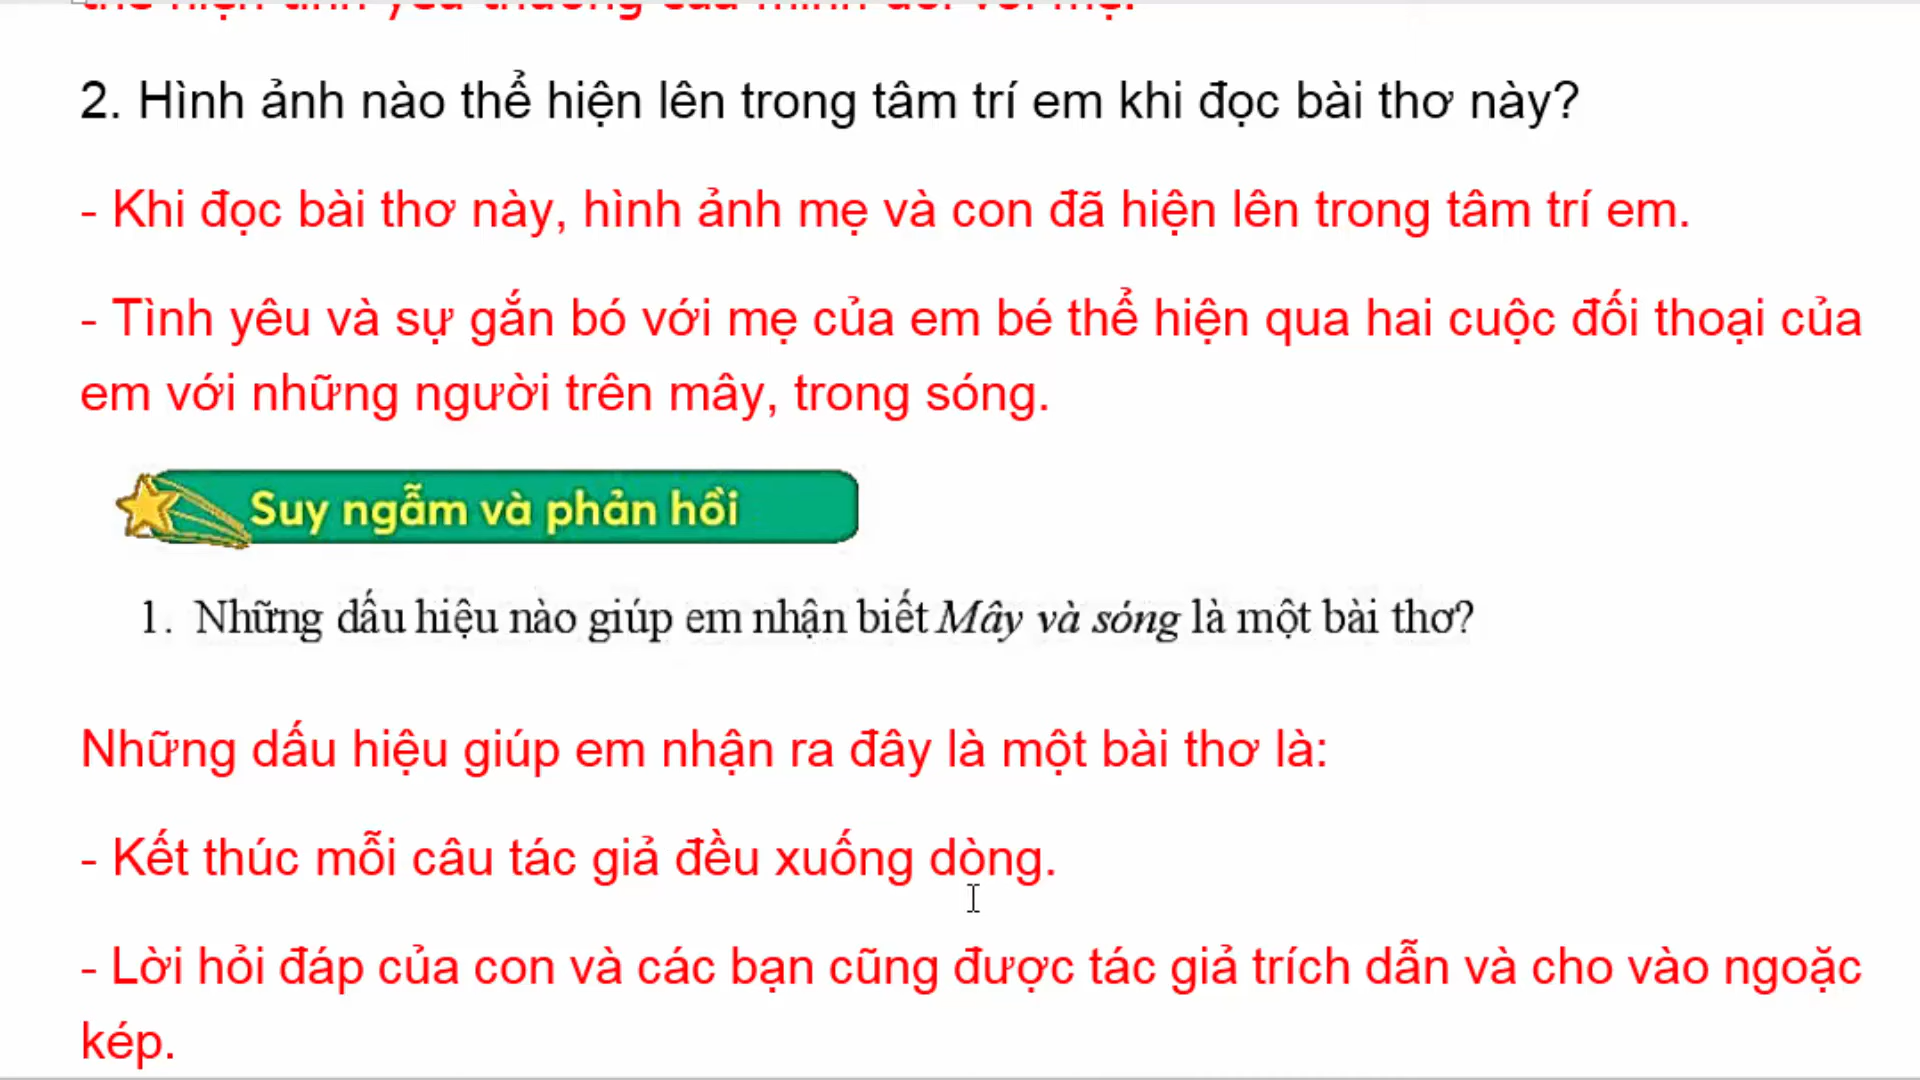 2. Hình ảnh nào thể hiện lên trong tâm trí em khi đọc bài thơ này?
- Khi đọc bài thơ này, hình ảnh mẹ và con đã hiện lên trong tâm trí em.
- Tình yêu và sự gắn bó với mẹ của em bé thể hiện qua hai cuộc đối thoại của
em với những người trên mây, trong sóng.
Suy ngẫm và phản hồi
1. Những dấu hiệu nào giúp em nhận biết Mây và sóng là một bài thơ?
Những dấu hiệu giúp em nhận ra đây là một bài thơ là:
- Kết thúc mỗi câu tác giả đều xuống dòng.
- Lời hỏi đáp của con và các bạn cũng được tác giả trích dẫn và cho vào ngoặc
kép.